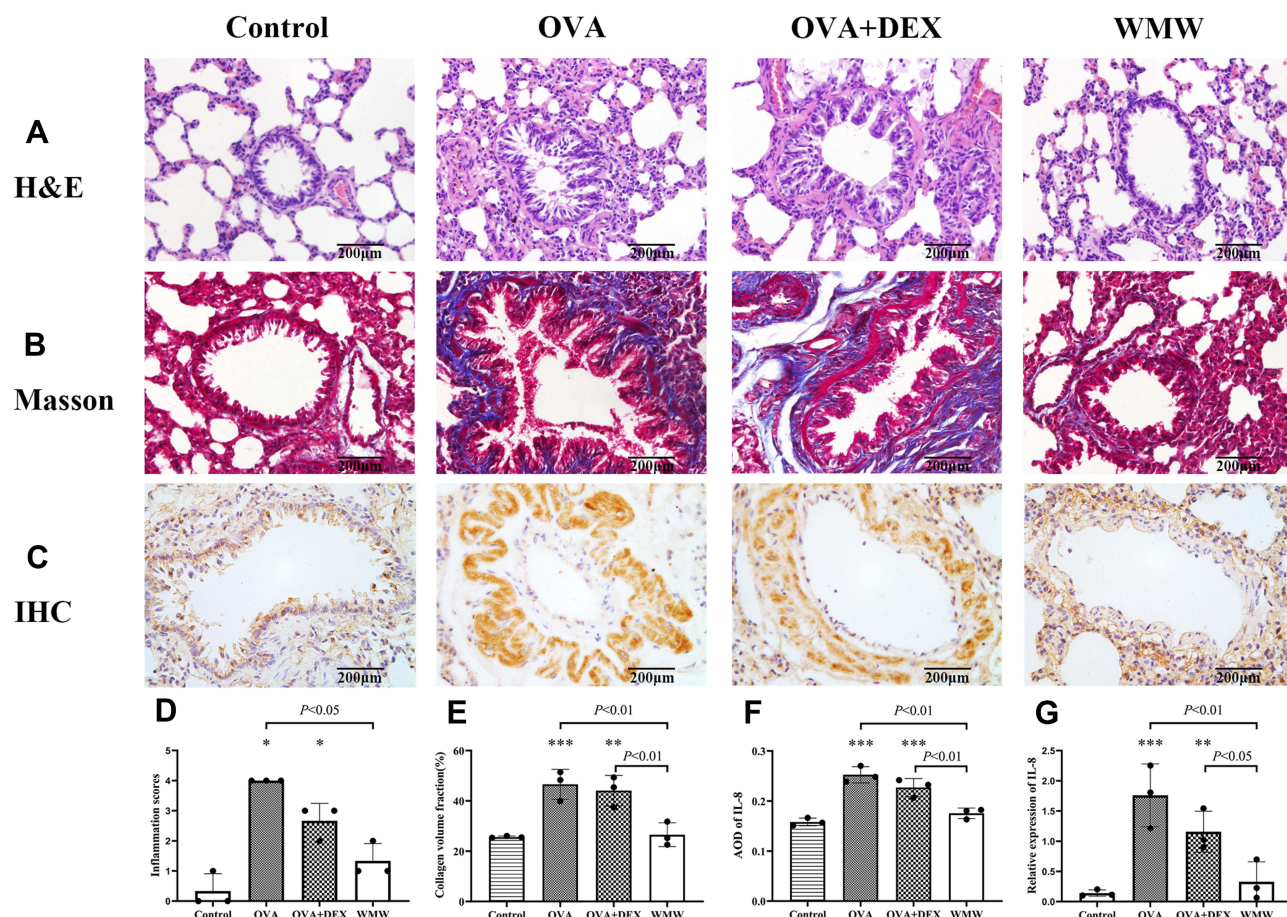 Control OVA OVA+DEX WMW
A
H&E
200μm 200μm 200μm 200μm
B
Masson
200μm 200μm 200μm 200μm
C
IHC
200μm 200μm 200μm 200μm
D
P<0.05
* *
Inflammation scores
5
4
3
2
1
0
Control OVA OVA+DEX WMW
E
P<0.01
*** **
P<0.01
Collagen volume fraction(%)
60
40
20
0
Control OVA OVA+DEX WMW
F
P<0.01
*** ***
P<0.01
AOD of IL-8
0.3
0.2
0.1
0.0
Control OVA OVA+DEX WMW
G
P<0.01
*** **
P<0.05
Relative expression of IL-8
2.5
2.0
1.5
1.0
0.5
0.0
Control OVA OVA+DEX WMW